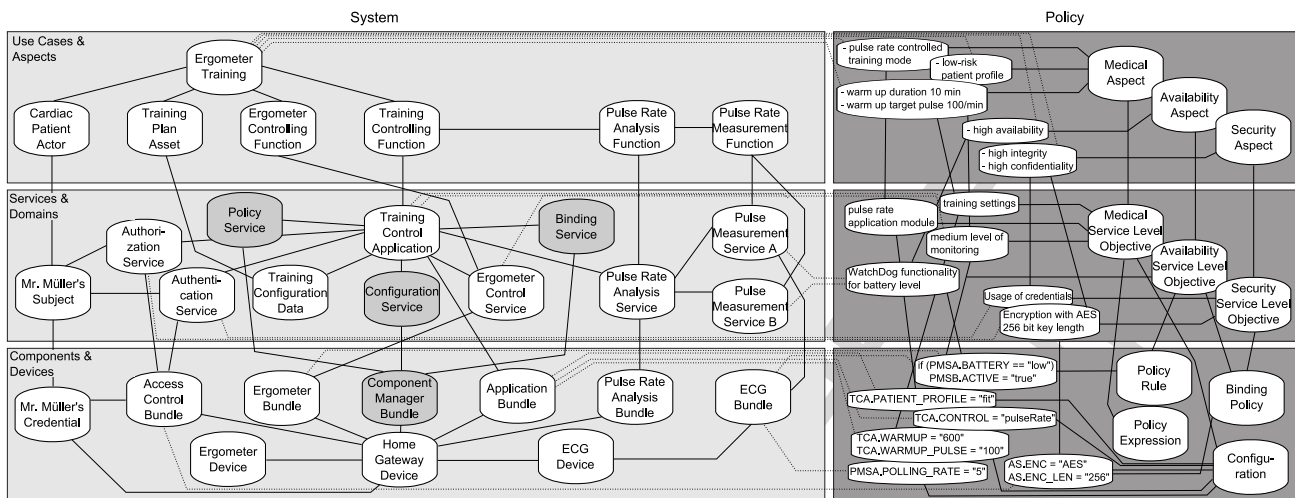 System
Policy
Use Cases &
Aspects
Ergometer
Training
Cardiac
Patient
Actor
Training
Plan
Asset
Ergometer
Controlling
Function
Training
Controlling
Function
Pulse Rate
Analysis
Function
Pulse Rate
Measurement
Function
- pulse rate controlled
training mode
- low-risk
patient profile
- warm up duration 10 min
- warm up target pulse 100/min
- high availability
- high integrity
- high confidentiality
Medical
Aspect
Availability
Aspect
Security
Aspect
Services &
Domains
Policy
Service
Authori-
zation
Service
Training
Control
Application
Binding
Service
Pulse
Measurement
Service A
Mr. Müller's
Subject
Authenti-
cation
Service
Training
Configuration
Data
Configuration
Service
Ergometer
Control
Service
Pulse Rate
Analysis
Service
Pulse
Measurement
Service B
pulse rate
application module
training settings
medium level of
monitoring
WatchDog functionality
for battery level
Usage of credentials
Encryption with AES
256 bit key length
Medical
Service Level
Objective
Availability
Service Level
Objective
Security
Service Level
Objective
Components &
Devices
Mr. Müller's
Credential
Access
Control
Bundle
Ergometer
Bundle
Component
Manager
Bundle
Application
Bundle
Pulse Rate
Analysis
Bundle
ECG
Bundle
Ergometer
Device
Home
Gateway
Device
ECG
Device
if (PMSA.BATTERY == "low")
PMSB.ACTIVE = "true"
TCA.PATIENT_PROFILE = "fit"
TCA.CONTROL = "pulseRate"
TCA.WARMUP = "600"
TCA.WARMUP_PULSE = "100"
PMSA.POLLING_RATE = "5"
AS.ENC = "AES"
AS.ENC_LEN = "256"
Policy
Rule
Policy
Expression
Binding
Policy
Configu-
ration